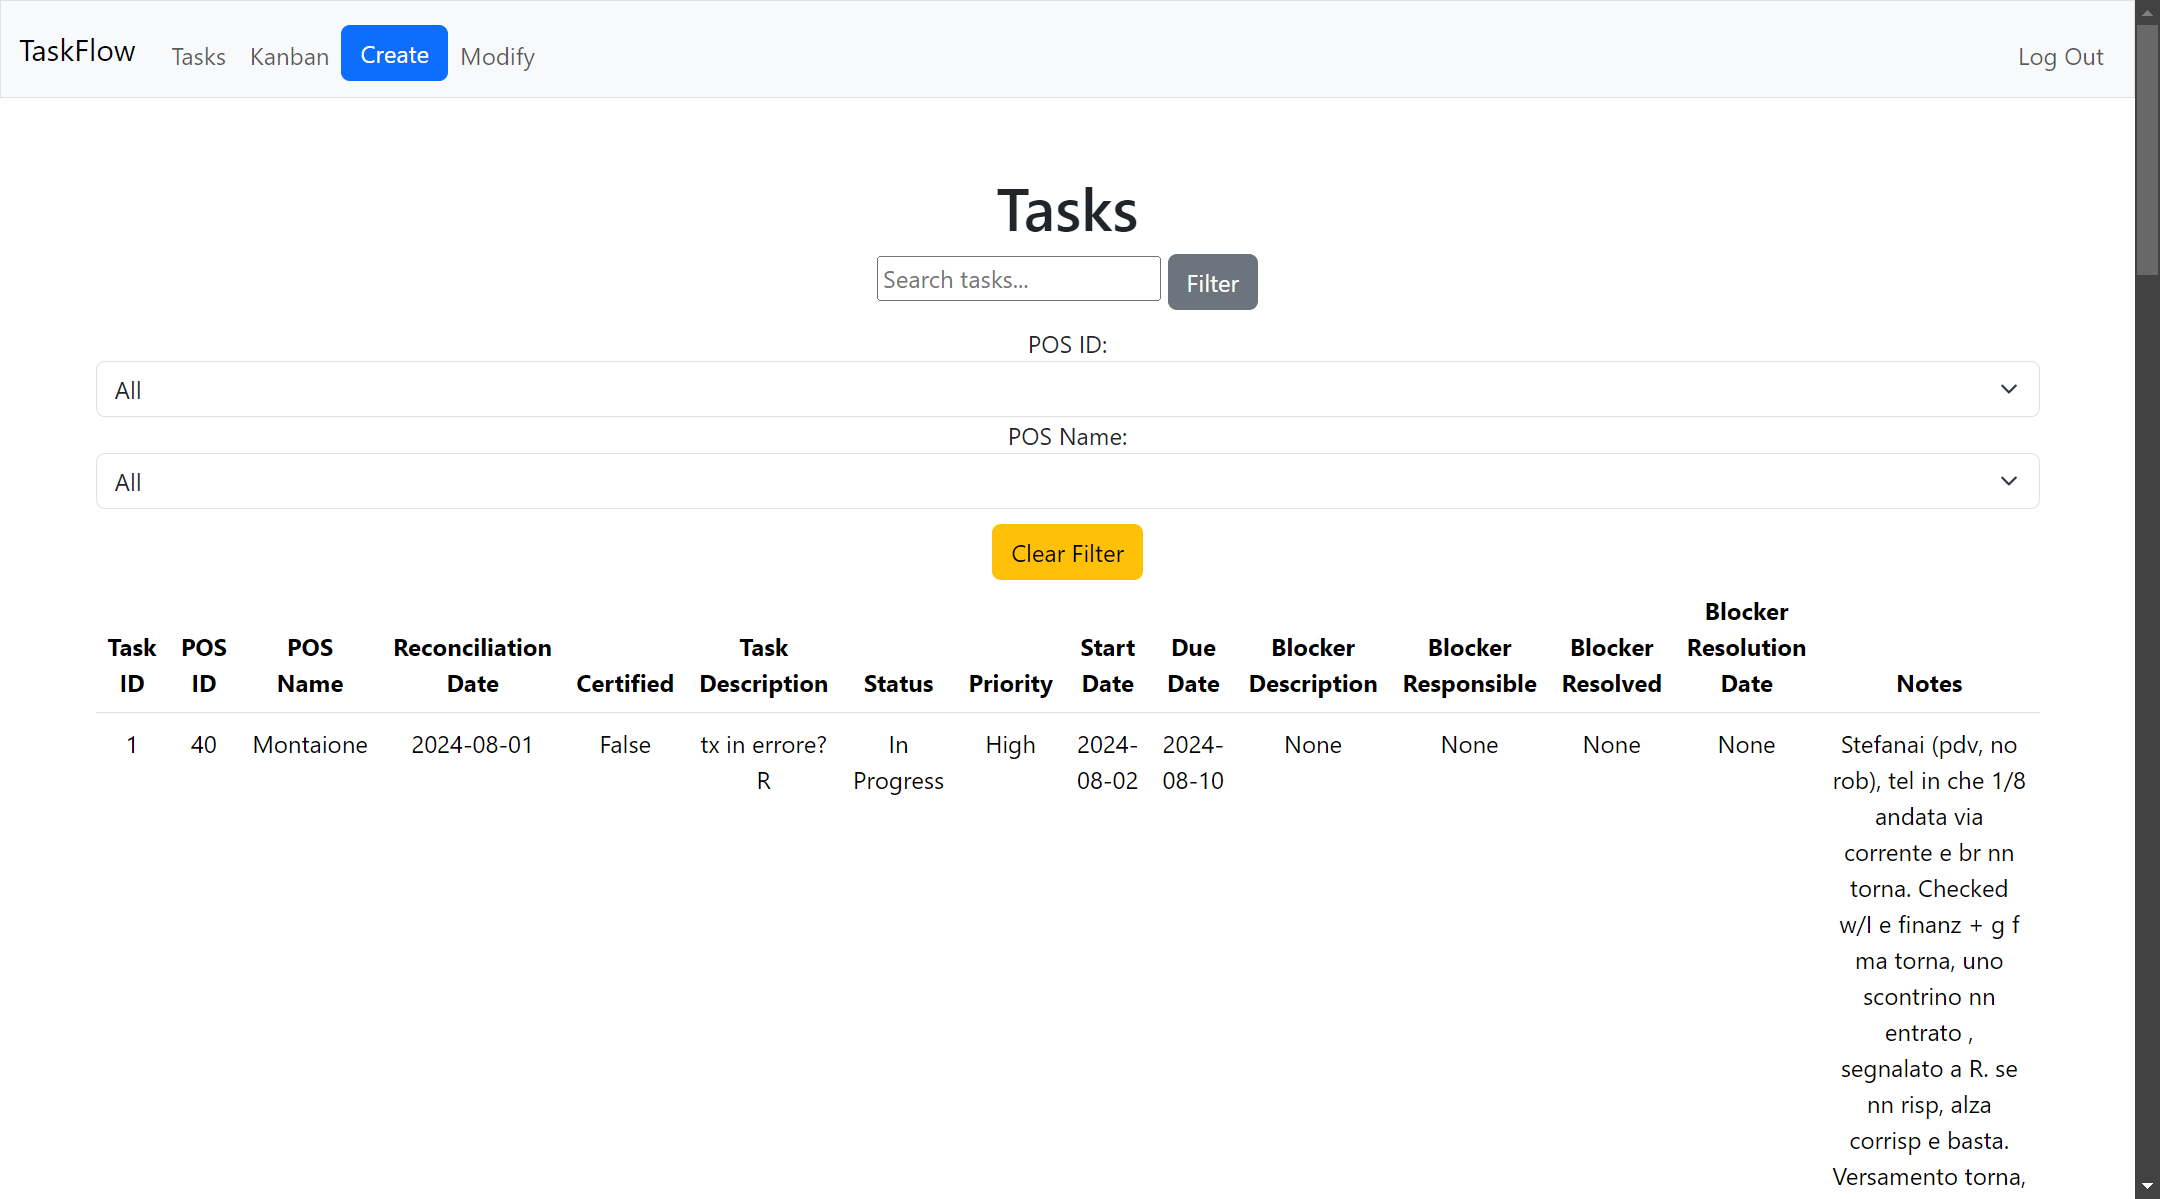 TaskFlow Tasks Kanban Create Modify Log Out
Tasks
Search tasks... Filter
POS ID:
All
POS Name:
All
Clear Filter
Task ID POS ID POS Name Reconciliation Date Certified Task Description Status Priority Start Date Due Date Blocker Description Blocker Responsible Blocker Resolved Blocker Resolution Date Notes
1 40 Montaione 2024-08-01 False tx in errore? R In Progress High 2024-08-02 2024-08-10 None None None None
Stefanai (pdv, no
rob), tel in che 1/8
andata via
corrente e br nn
torna. Checked
w/I e finanz + g f
ma torna, uno
scontrino nn
entrato ,
segnalato a R. se
nn risp, alza
corrisp e basta.
Versamento torna,